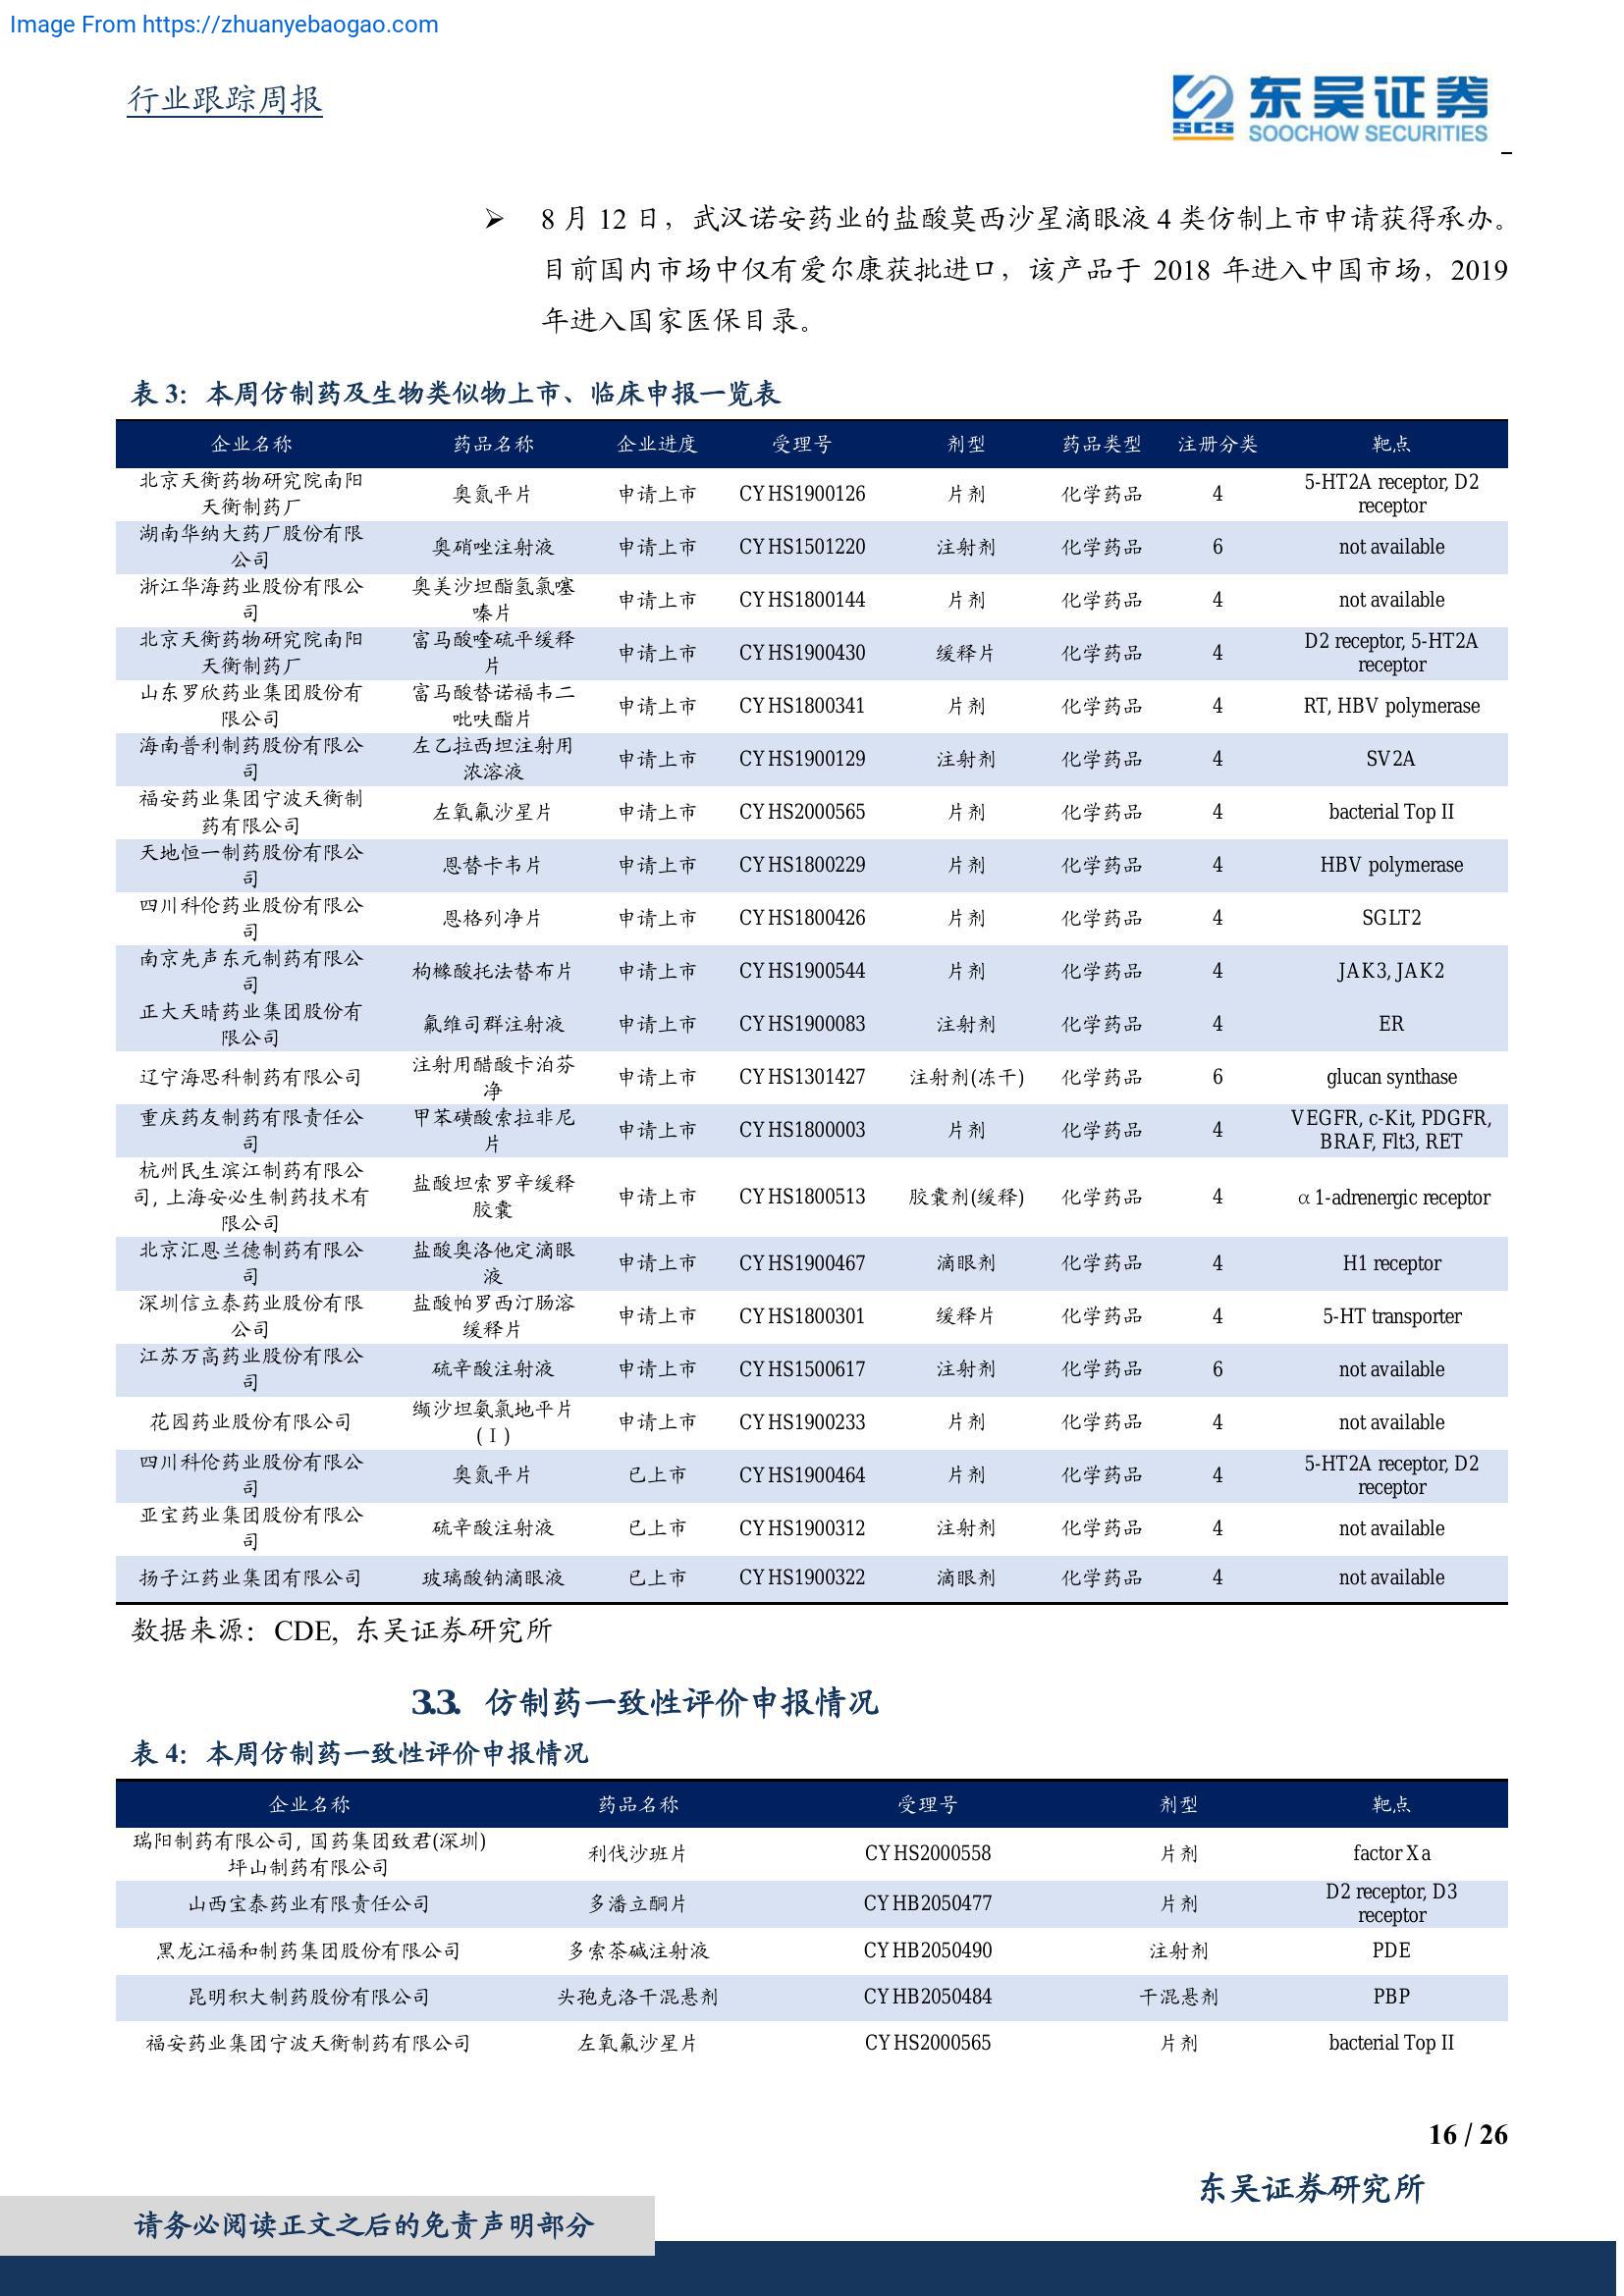 Image From https://zhuanyebaogao.com
行业跟踪周报
东吴证券
SCS
SOOCHOW SECURITIES
➢ 8 月 12 日，武汉诺安药业的盐酸莫西沙星滴眼液 4 类仿制上市申请获得承办。
目前国内市场中仅有爱尔康获批进口，该产品于 2018 年进入中国市场，2019
年进入国家医保目录。
表 3：本周仿制药及生物类似物上市、临床申报一览表
企业名称 药品名称 企业进度 受理号 剂型 药品类型 注册分类 靶点
北京天衡药物研究院南阳天衡制药厂 奥氮平片 申请上市 CYHS1900126 片剂 化学药品 4 5-HT2A receptor, D2 receptor
湖南华纳大药厂股份有限公司 奥硝唑注射液 申请上市 CYHS1501220 注射剂 化学药品 6 not available
浙江华海药业股份有限公司 奥美沙坦酯氢氯噻嗪片 申请上市 CYHS1800144 片剂 化学药品 4 not available
北京天衡药物研究院南阳天衡制药厂 富马酸喹硫平缓释片 申请上市 CYHS1900430 缓释片 化学药品 4 D2 receptor, 5-HT2A receptor
山东罗欣药业集团股份有限公司 富马酸替诺福韦二吡呋酯片 申请上市 CYHS1800341 片剂 化学药品 4 RT, HBV polymerase
海南普利制药股份有限公司 左乙拉西坦注射用浓溶液 申请上市 CYHS1900129 注射剂 化学药品 4 SV2A
福安药业集团宁波天衡制药有限公司 左氧氟沙星片 申请上市 CYHS2000565 片剂 化学药品 4 bacterial Top II
天地恒一制药股份有限公司 恩替卡韦片 申请上市 CYHS1800229 片剂 化学药品 4 HBV polymerase
四川科伦药业股份有限公司 恩格列净片 申请上市 CYHS1800426 片剂 化学药品 4 SGLT2
南京先声东元制药有限公司 枸橼酸托法替布片 申请上市 CYHS1900544 片剂 化学药品 4 JAK3, JAK2
正大天晴药业集团股份有限公司 氟维司群注射液 申请上市 CYHS1900083 注射剂 化学药品 4 ER
辽宁海思科制药有限公司 注射用醋酸卡泊芬净 申请上市 CYHS1301427 注射剂(冻干) 化学药品 6 glucan synthase
重庆药友制药有限责任公司 甲苯磺酸索拉非尼片 申请上市 CYHS1800003 片剂 化学药品 4 VEGFR, c-Kit, PDGFR, BRAF, Flt3, RET
杭州民生滨江制药有限公司, 上海安必生制药技术有限公司 盐酸坦索罗辛缓释胶囊 申请上市 CYHS1800513 胶囊剂(缓释) 化学药品 4 α1-adrenergic receptor
北京汇恩兰德制药有限公司 盐酸奥洛他定滴眼液 申请上市 CYHS1900467 滴眼剂 化学药品 4 H1 receptor
深圳信立泰药业股份有限公司 盐酸帕罗西汀肠溶缓释片 申请上市 CYHS1800301 缓释片 化学药品 4 5-HT transporter
江苏万高药业股份有限公司 硫辛酸注射液 申请上市 CYHS1500617 注射剂 化学药品 6 not available
花园药业股份有限公司 缬沙坦氨氯地平片(Ⅰ) 申请上市 CYHS1900233 片剂 化学药品 4 not available
四川科伦药业股份有限公司 奥氮平片 已上市 CYHS1900464 片剂 化学药品 4 5-HT2A receptor, D2 receptor
亚宝药业集团股份有限公司 硫辛酸注射液 已上市 CYHS1900312 注射剂 化学药品 4 not available
扬子江药业集团有限公司 玻璃酸钠滴眼液 已上市 CYHS1900322 滴眼剂 化学药品 4 not available
数据来源：CDE, 东吴证券研究所
3.3. 仿制药一致性评价申报情况
表 4：本周仿制药一致性评价申报情况
企业名称 药品名称 受理号 剂型 靶点
瑞阳制药有限公司, 国药集团致君(深圳)坪山制药有限公司 利伐沙班片 CYHS2000558 片剂 factor Xa
山西宝泰药业有限责任公司 多潘立酮片 CYHB2050477 片剂 D2 receptor, D3 receptor
黑龙江福和制药集团股份有限公司 多索茶碱注射液 CYHB2050490 注射剂 PDE
昆明积大制药股份有限公司 头孢克洛干混悬剂 CYHB2050484 干混悬剂 PBP
福安药业集团宁波天衡制药有限公司 左氧氟沙星片 CYHS2000565 片剂 bacterial Top II
16 / 26
东吴证券研究所
请务必阅读正文之后的免责声明部分